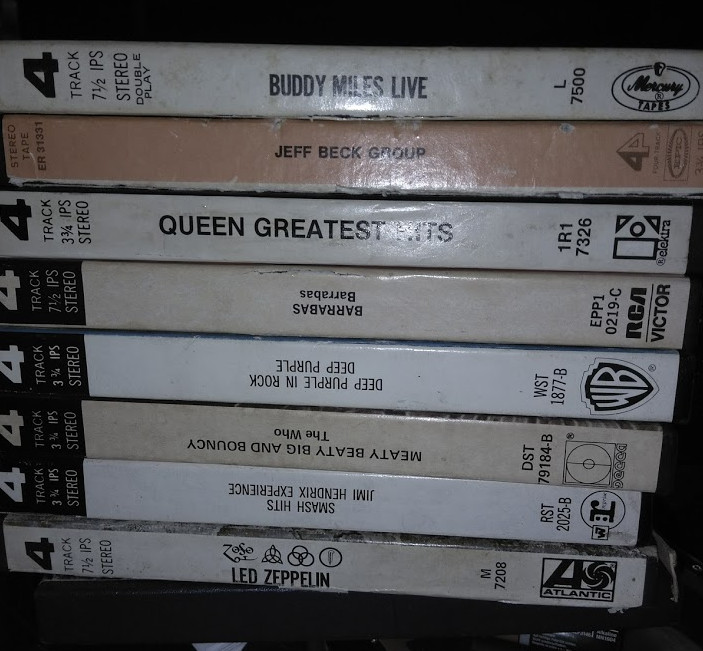 4
TRACK
7½ IPS
STEREO
DOUBLE
PLAY
BUDDY MILES LIVE
L
7500
Mercury
TAPES
STEREO
TAPE
ER 31331
JEFF BECK GROUP
4
EPIC
4
TRACK
3¾ IPS
STEREO
QUEEN GREATEST HITS
1R1
7326
elektra
4
TRACK
7½ IPS
STEREO
BARRABAS
Barrabas
EPP1
0219-C
RCA
VICTOR
4
TRACK
3¾ IPS
STEREO
DEEP PURPLE IN ROCK
DEEP PURPLE
WST
1877-B
WB
4
TRACK
3¾ IPS
STEREO
MEATY BEATY BIG AND BOUNCY
The Who
DST
79184-B
DECCA
4
TRACK
3¾ IPS
STEREO
SMASH HITS
JIMI HENDRIX EXPERIENCE
RST
2025-B
r:
W
4
TRACK
7½ IPS
STEREO
LED ZEPPELIN
M
7208
ATLANTIC